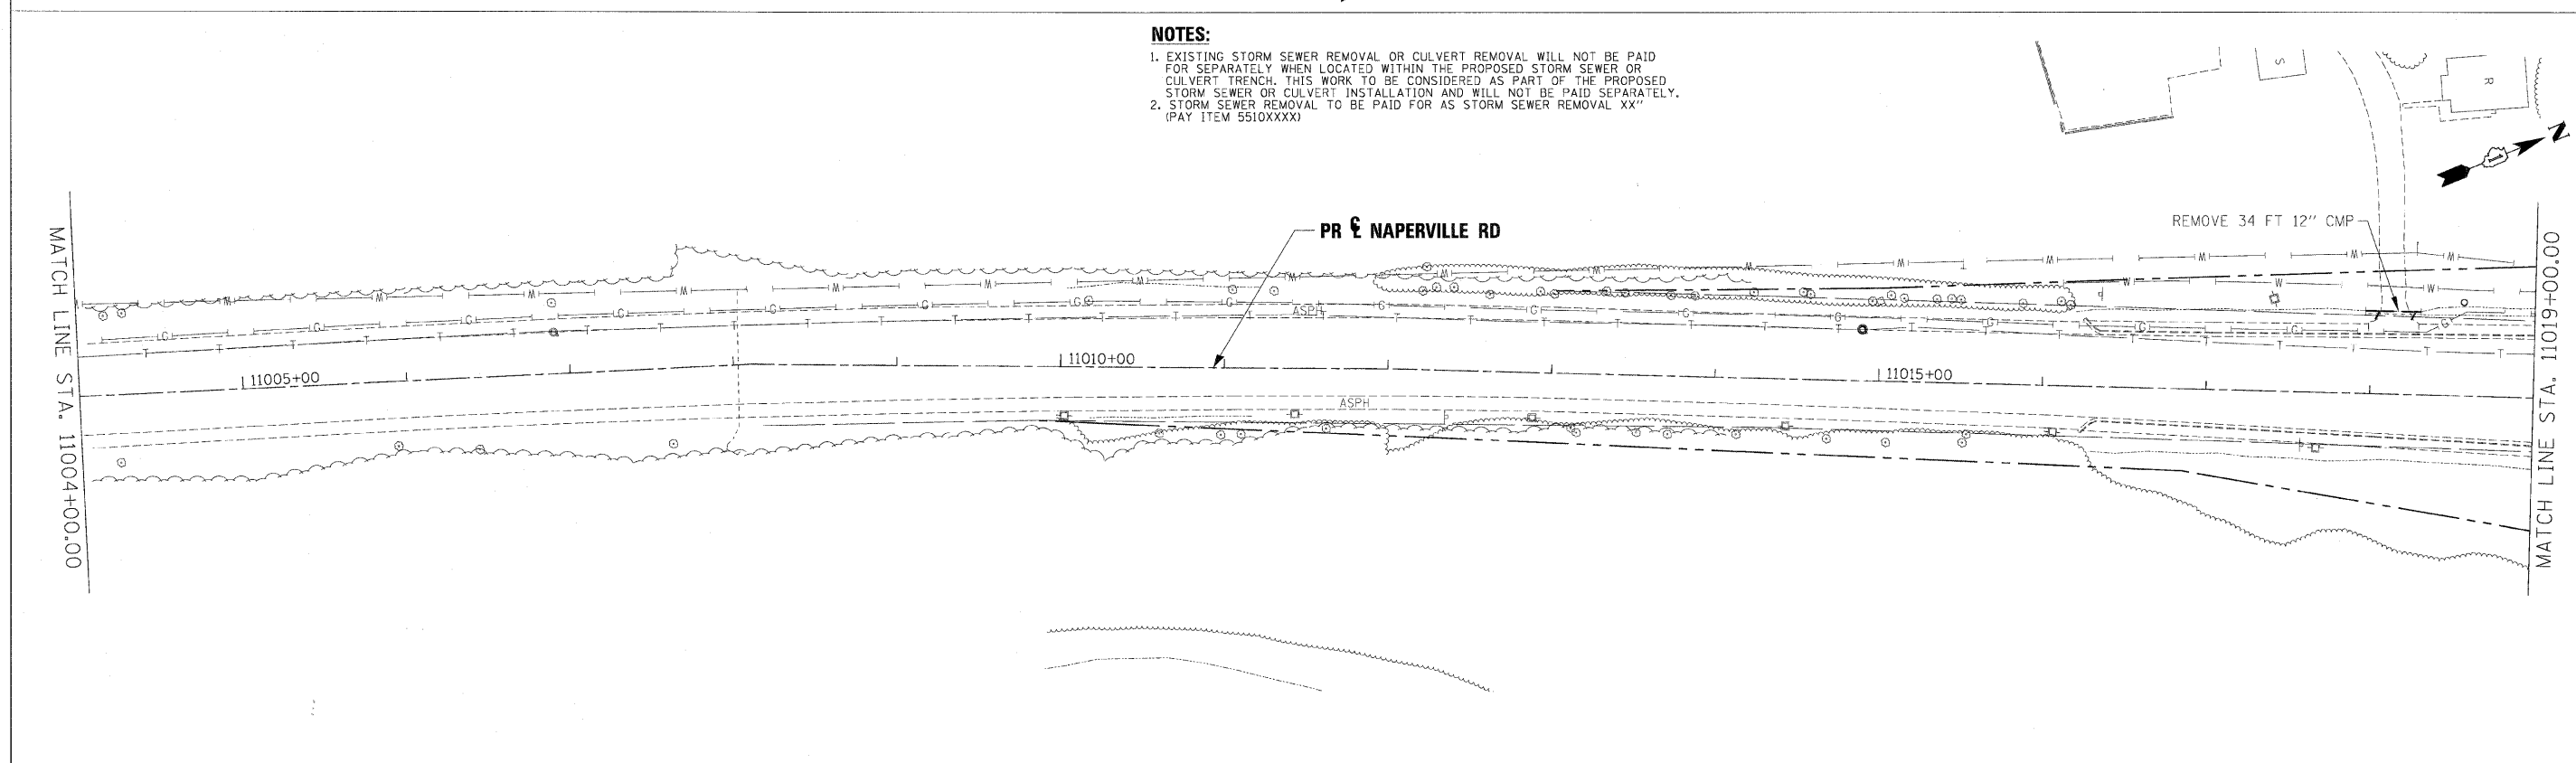 NOTES:
1. EXISTING STORM SEWER REMOVAL OR CULVERT REMOVAL WILL NOT BE PAID
FOR SEPARATELY WHEN LOCATED WITHIN THE PROPOSED STORM SEWER OR
CULVERT TRENCH. THIS WORK TO BE CONSIDERED AS PART OF THE PROPOSED
STORM SEWER OR CULVERT INSTALLATION AND WILL NOT BE PAID SEPARATELY.
2. STORM SEWER REMOVAL TO BE PAID FOR AS STORM SEWER REMOVAL XX"
(PAY ITEM 5510XXXX)
S
R
N
REMOVE 34 FT 12" CMP
PR ℄ NAPERVILLE RD
MATCH LINE STA. 11004+00.00
MATCH LINE STA. 11019+00.00
ASPH
11005+00
11010+00
11015+00
ASPH